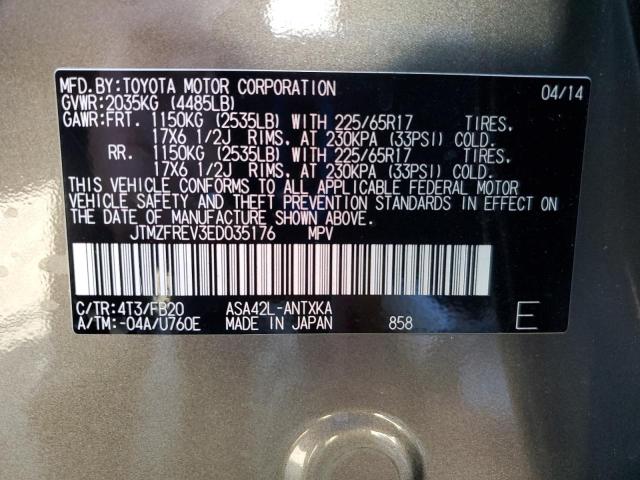 MFD. BY: TOYOTA MOTOR CORPORATION 04/14
GVWR: 2035KG (4485LB)
GAWR: FRT. 1150KG (2535LB) WITH 225/65R17 TIRES,
17X6 1/2J RIMS, AT 230KPA (33PSI) COLD.
RR. 1150KG (2535LB) WITH 225/65R17 TIRES,
17X6 1/2J RIMS, AT 230KPA (33PSI) COLD.
THIS VEHICLE CONFORMS TO ALL APPLICABLE FEDERAL MOTOR
VEHICLE SAFETY AND THEFT PREVENTION STANDARDS IN EFFECT ON
THE DATE OF MANUFACTURE SHOWN ABOVE.
JTMZFREV3ED035176 MPV
C/TR: 4T3/FB20 ASA42L-ANTXKA
A/TM: -04A/U760E MADE IN JAPAN 858 E